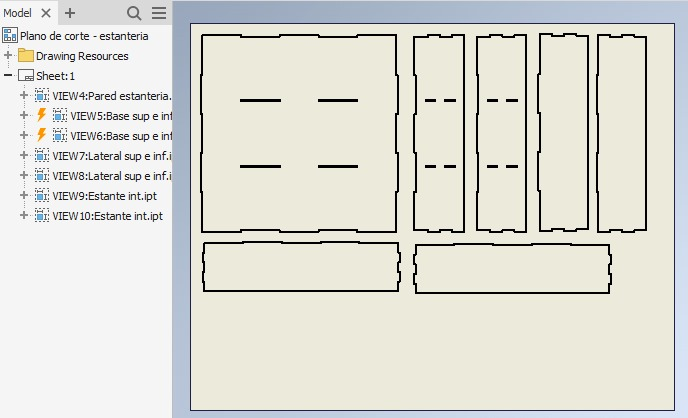 Model
Plano de corte - estanteria
Drawing Resources
Sheet:1
VIEW4:Pared estanteria.
VIEW5:Base sup e inf
VIEW6:Base sup e inf
VIEW7:Lateral sup e inf.i
VIEW8:Lateral sup e inf.i
VIEW9:Estante int.ipt
VIEW10:Estante int.ipt